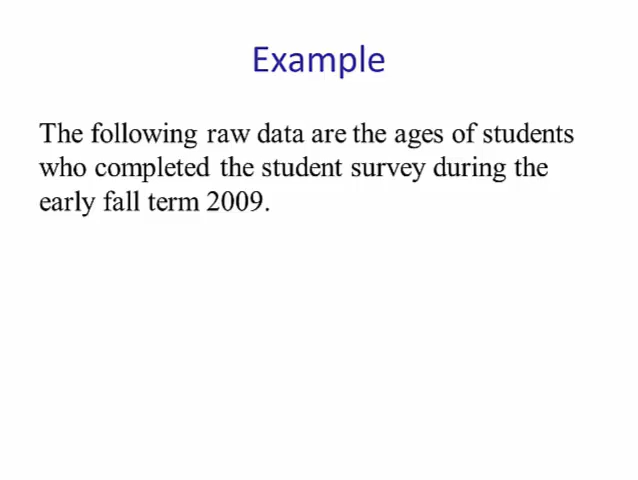 Example
The following raw data are the ages of students
who completed the student survey during the
early fall term 2009.